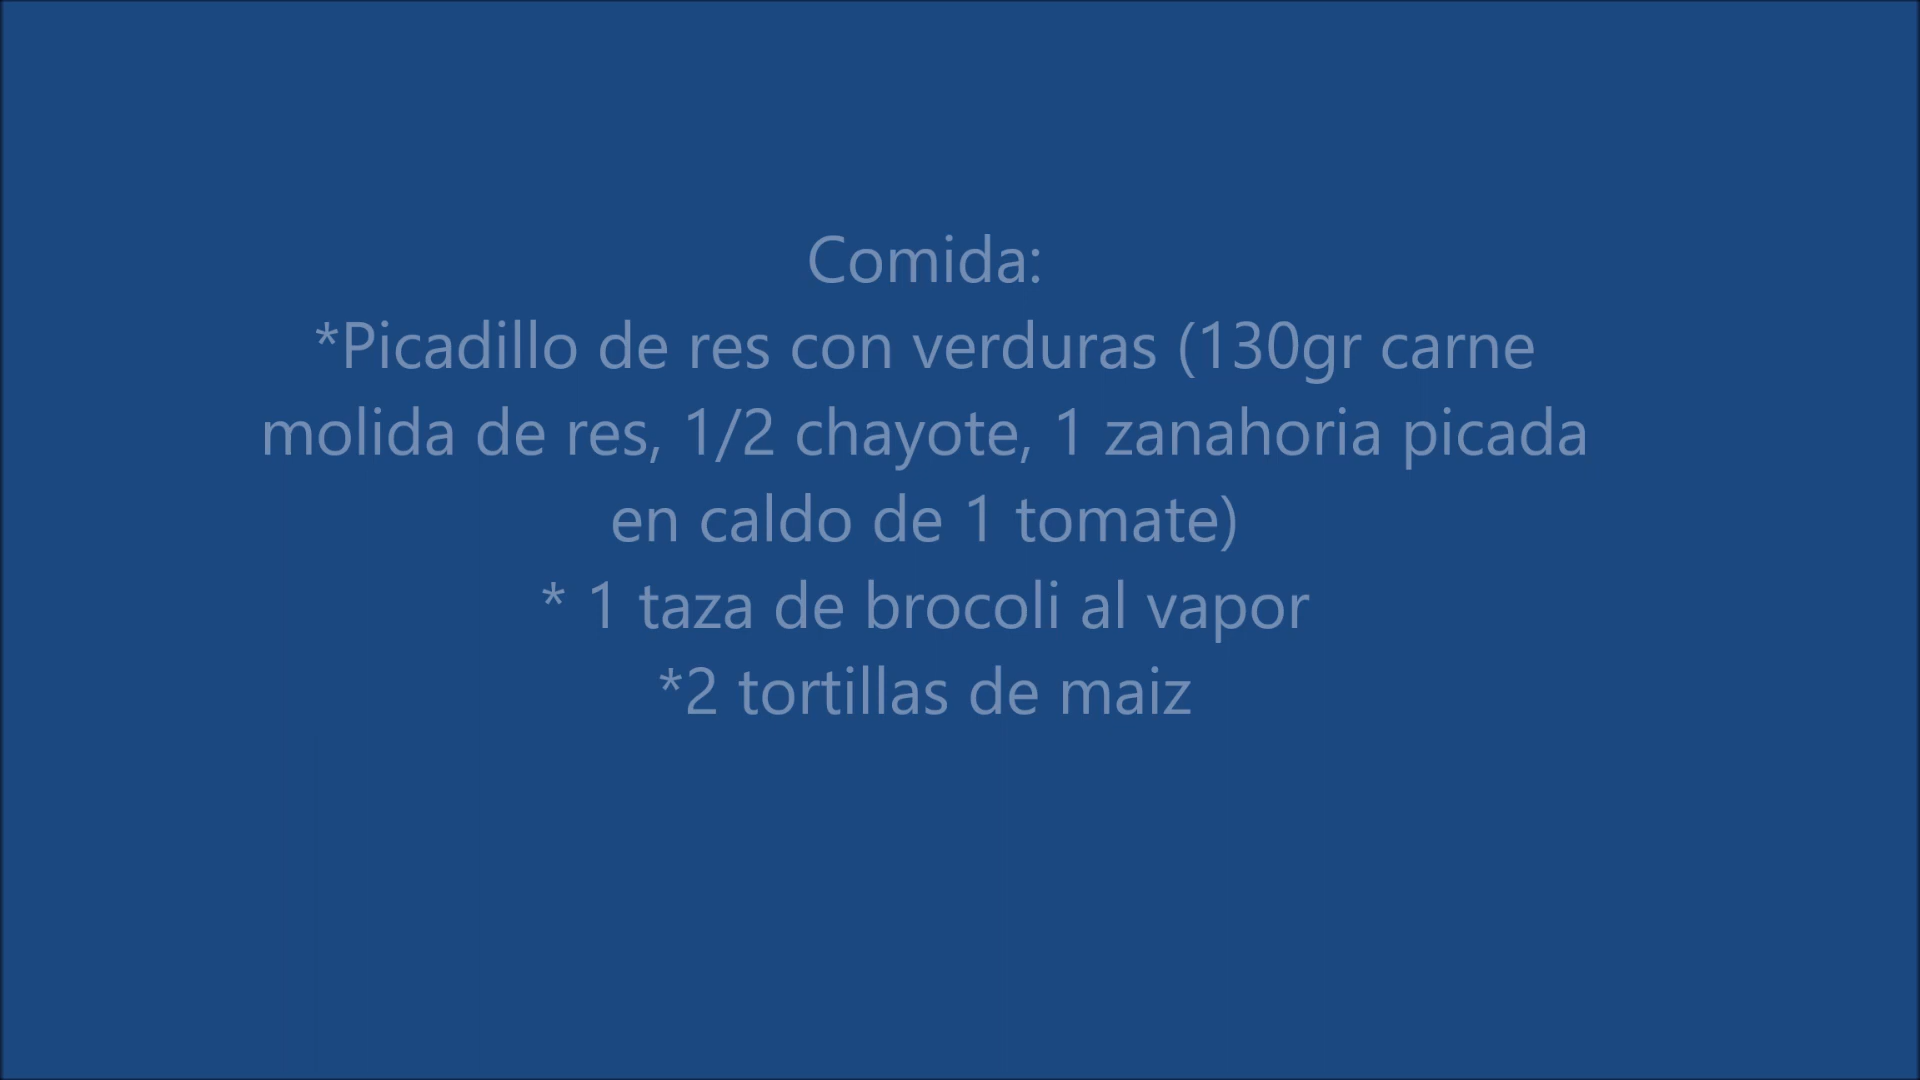 Comida:
*Picadillo de res con verduras (130gr carne
molida de res, 1/2 chayote, 1 zanahoria picada
en caldo de 1 tomate)
* 1 taza de brocoli al vapor
*2 tortillas de maiz